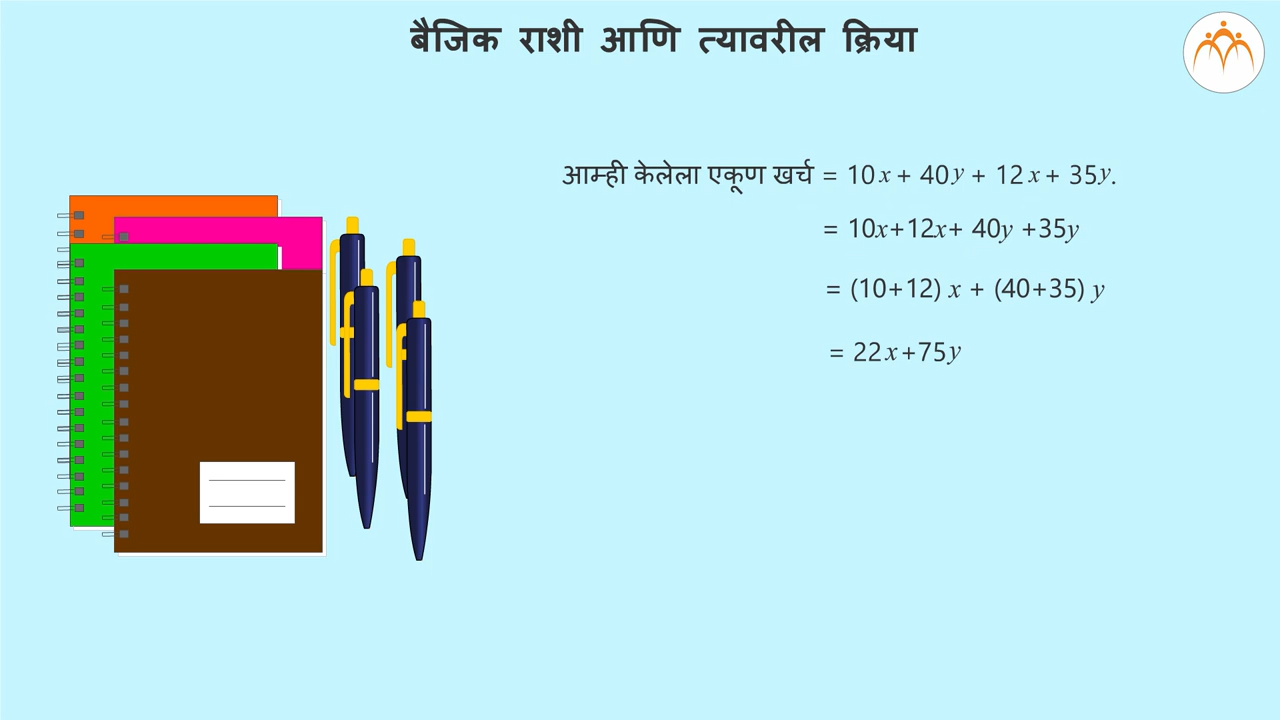 बैजिक राशी आणि त्यावरील क्रिया
आम्ही केलेला एकूण खर्च = 10x + 40y + 12x + 35y.
= 10x+12x+ 40y +35y
= (10+12) x + (40+35) y
= 22x+75y